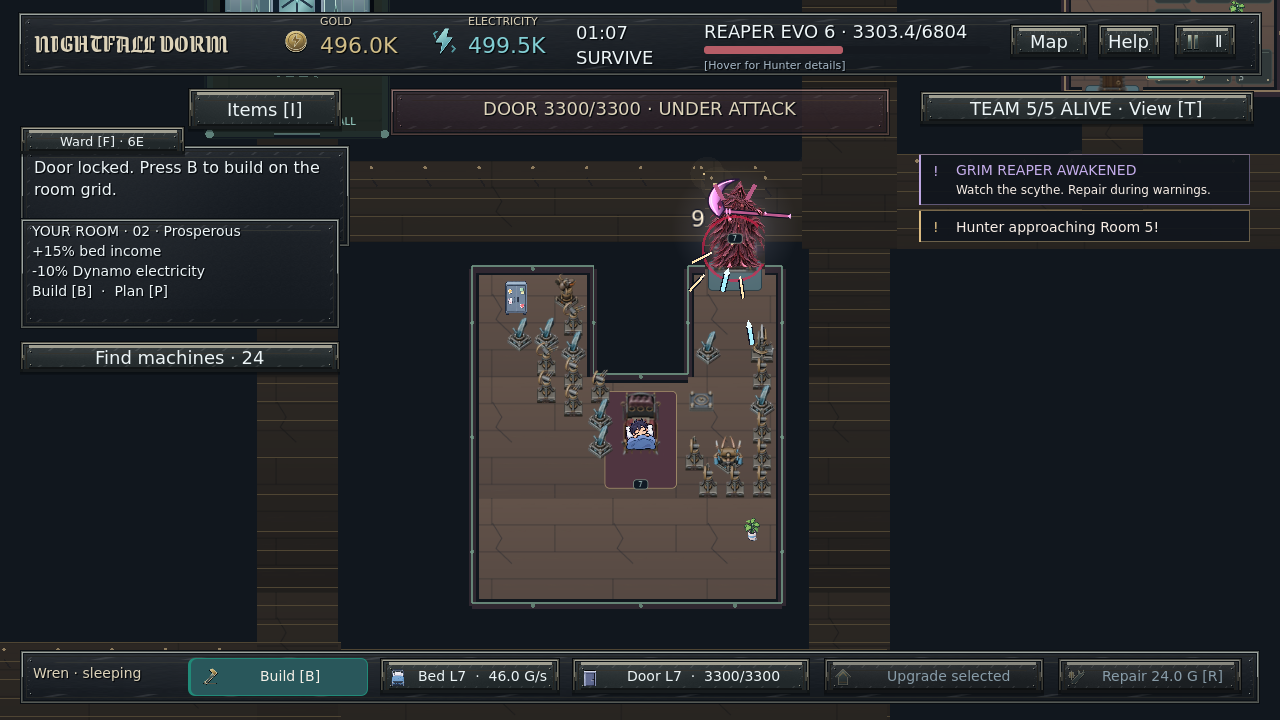 NIGHTFALL DORM
GOLD
496.0K
ELECTRICITY
499.5K
01:07
SURVIVE
REAPER EVO 6 · 3303.4/6804
[Hover for Hunter details]
Map
Help
II
Items [I]
DOOR 3300/3300 · UNDER ATTACK
TEAM 5/5 ALIVE · View [T]
Ward [F] · 6E
Door locked. Press B to build on the
room grid.
YOUR ROOM · 02 · Prosperous
+15% bed income
-10% Dynamo electricity
Build [B] · Plan [P]
Find machines · 24
! GRIM REAPER AWAKENED
Watch the scythe. Repair during warnings.
! Hunter approaching Room 5!
9
7
7
Wren · sleeping
Build [B]
Bed L7 · 46.0 G/s
Door L7 · 3300/3300
Upgrade selected
Repair 24.0 G [R]